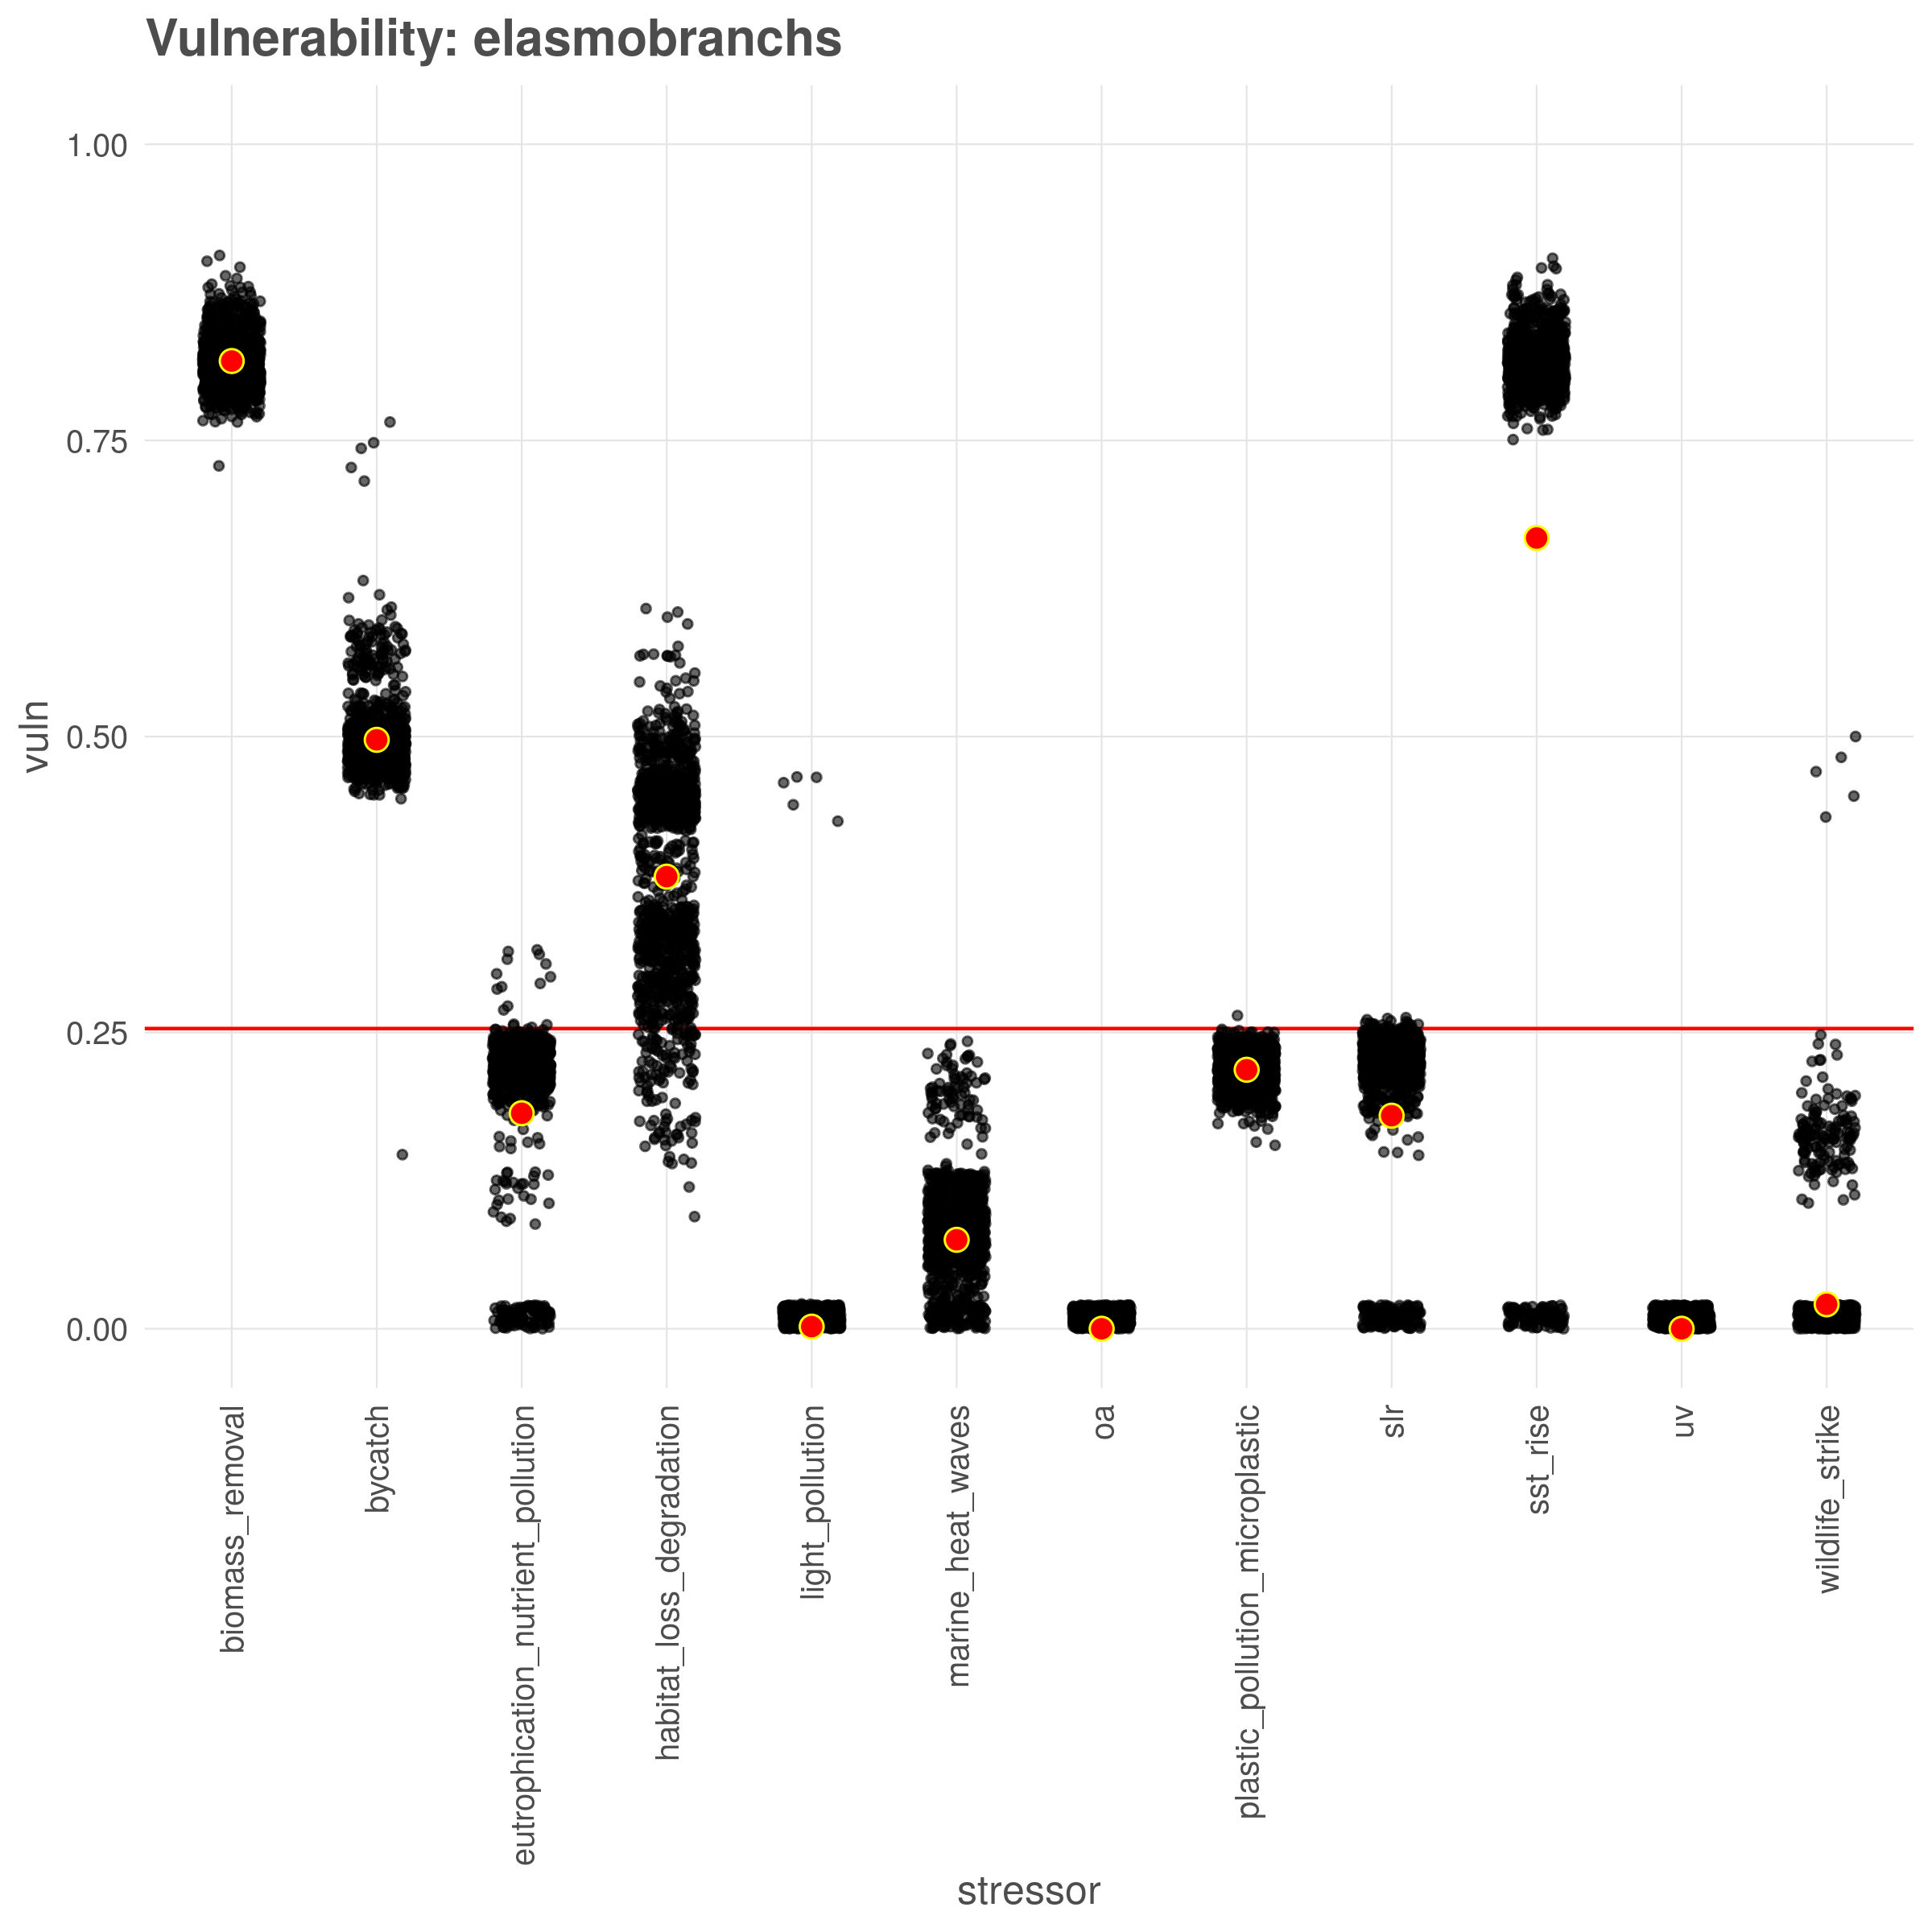 Vulnerability: elasmobranchs
vuln
1.00
0.75
0.50
0.25
0.00
biomass_removal
bycatch
eutrophication_nutrient_pollution
habitat_loss_degradation
light_pollution
marine_heat_waves
oa
plastic_pollution_microplastic
slr
sst_rise
uv
wildlife_strike
stressor